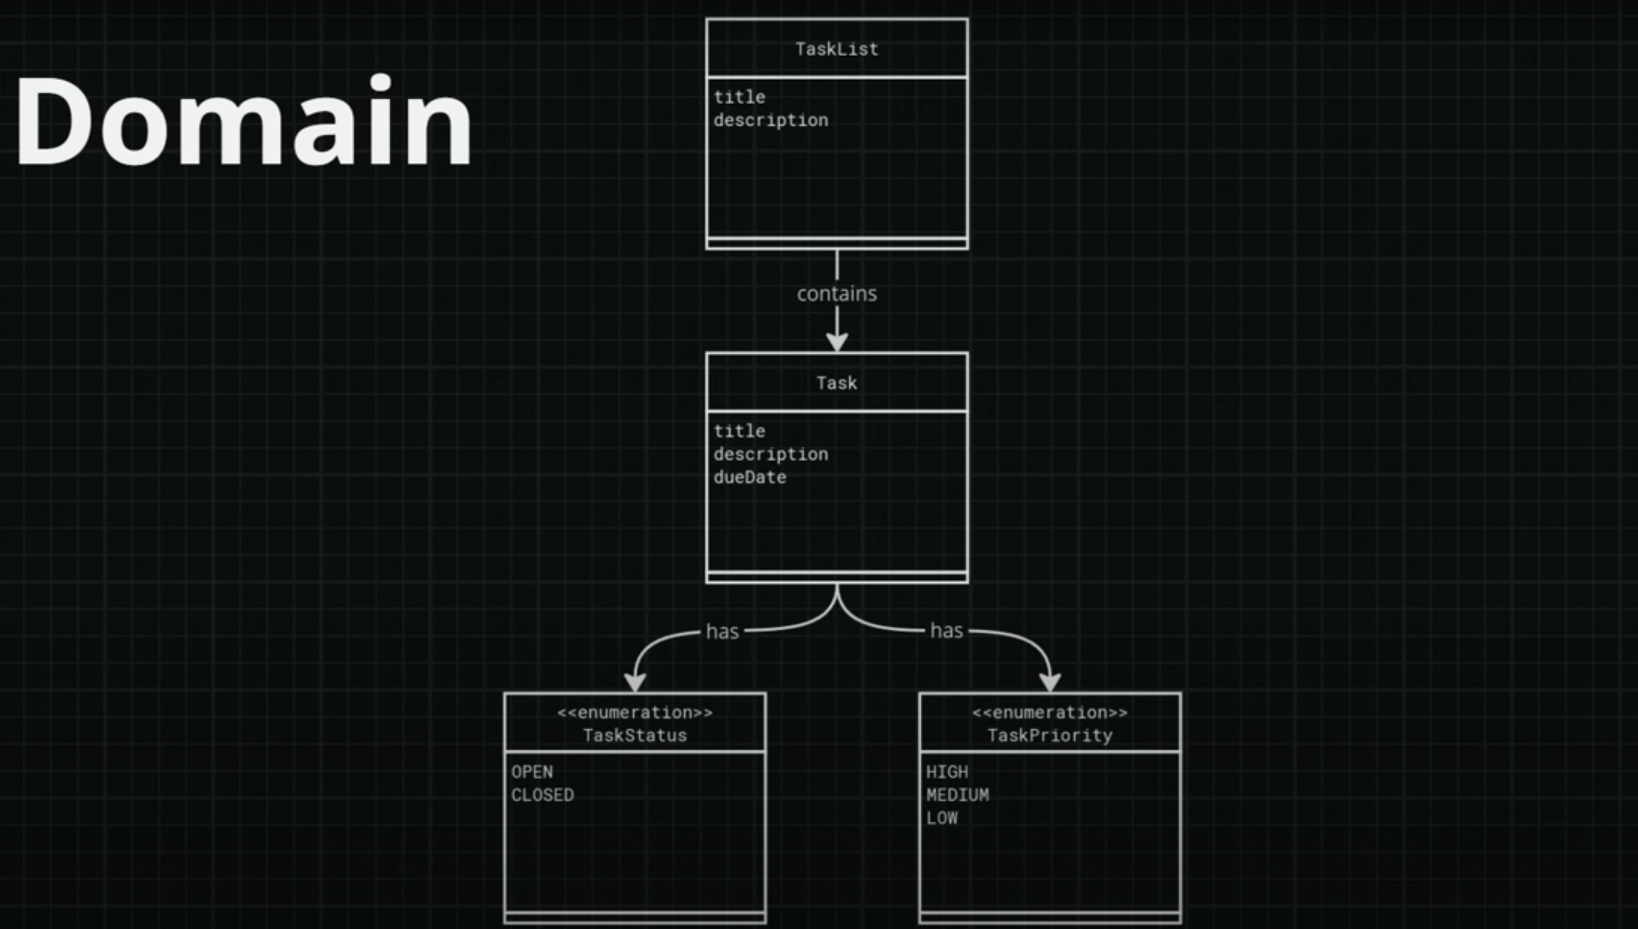 Domain
TaskList
title
description
contains
Task
title
description
dueDate
has
has
<<enumeration>>
TaskStatus
OPEN
CLOSED
<<enumeration>>
TaskPriority
HIGH
MEDIUM
LOW